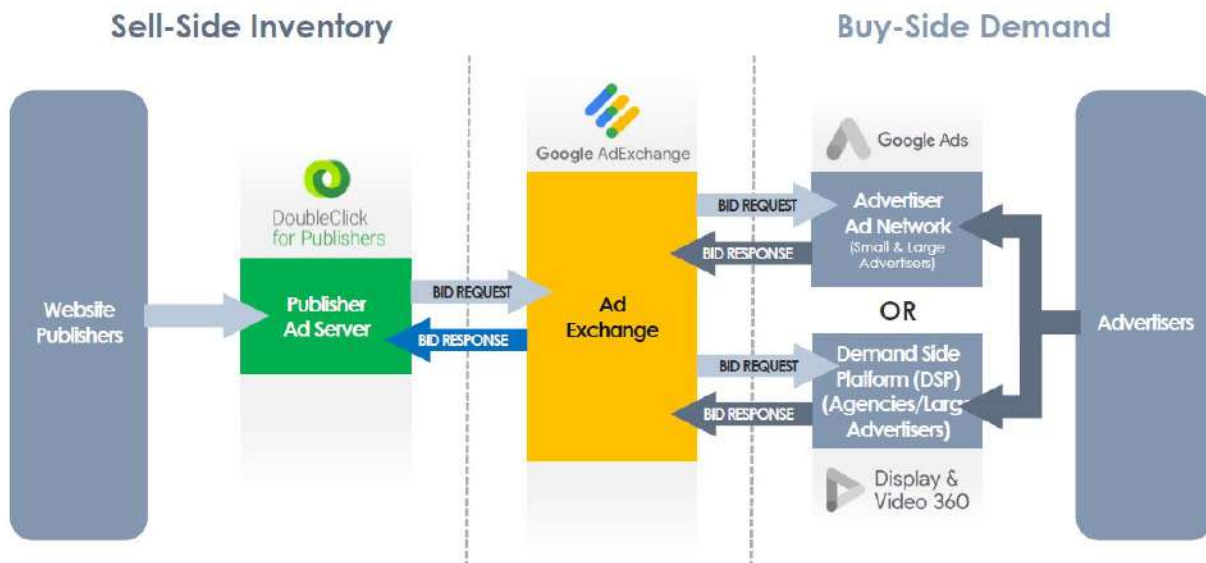 Sell-Side Inventory
Buy-Side Demand
Google AdExchange
Google Ads
DoubleClick
for Publishers
Website
Publishers
Publisher
Ad Server
BID REQUEST
BID RESPONSE
Ad
Exchange
BID REQUEST
BID RESPONSE
BID REQUEST
BID RESPONSE
Advertiser
Ad Network
(Small & Large
Advertisers)
OR
Demand Side
Platform (DSP)
(Agencies/Larg
Advertisers)
Display &
Video 360
Advertisers